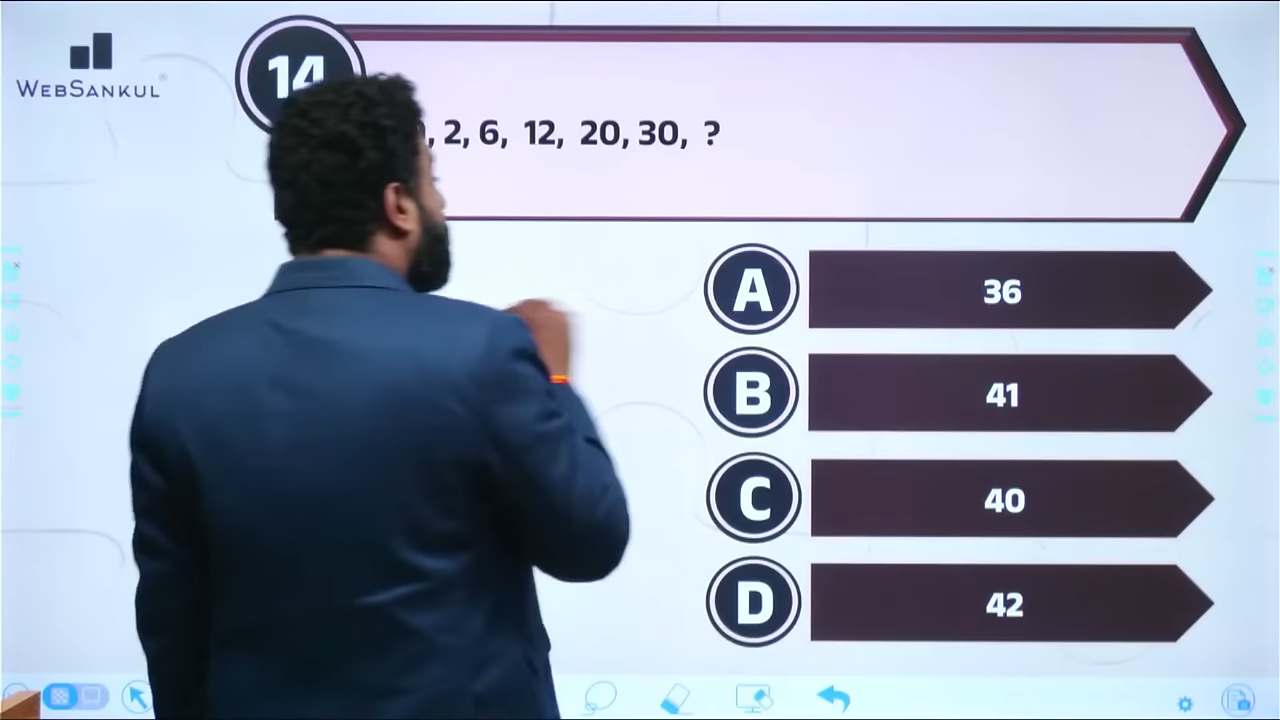 WEBSANKUL
14
, 2, 6, 12, 20, 30, ?
A 36
B 41
C 40
D 42